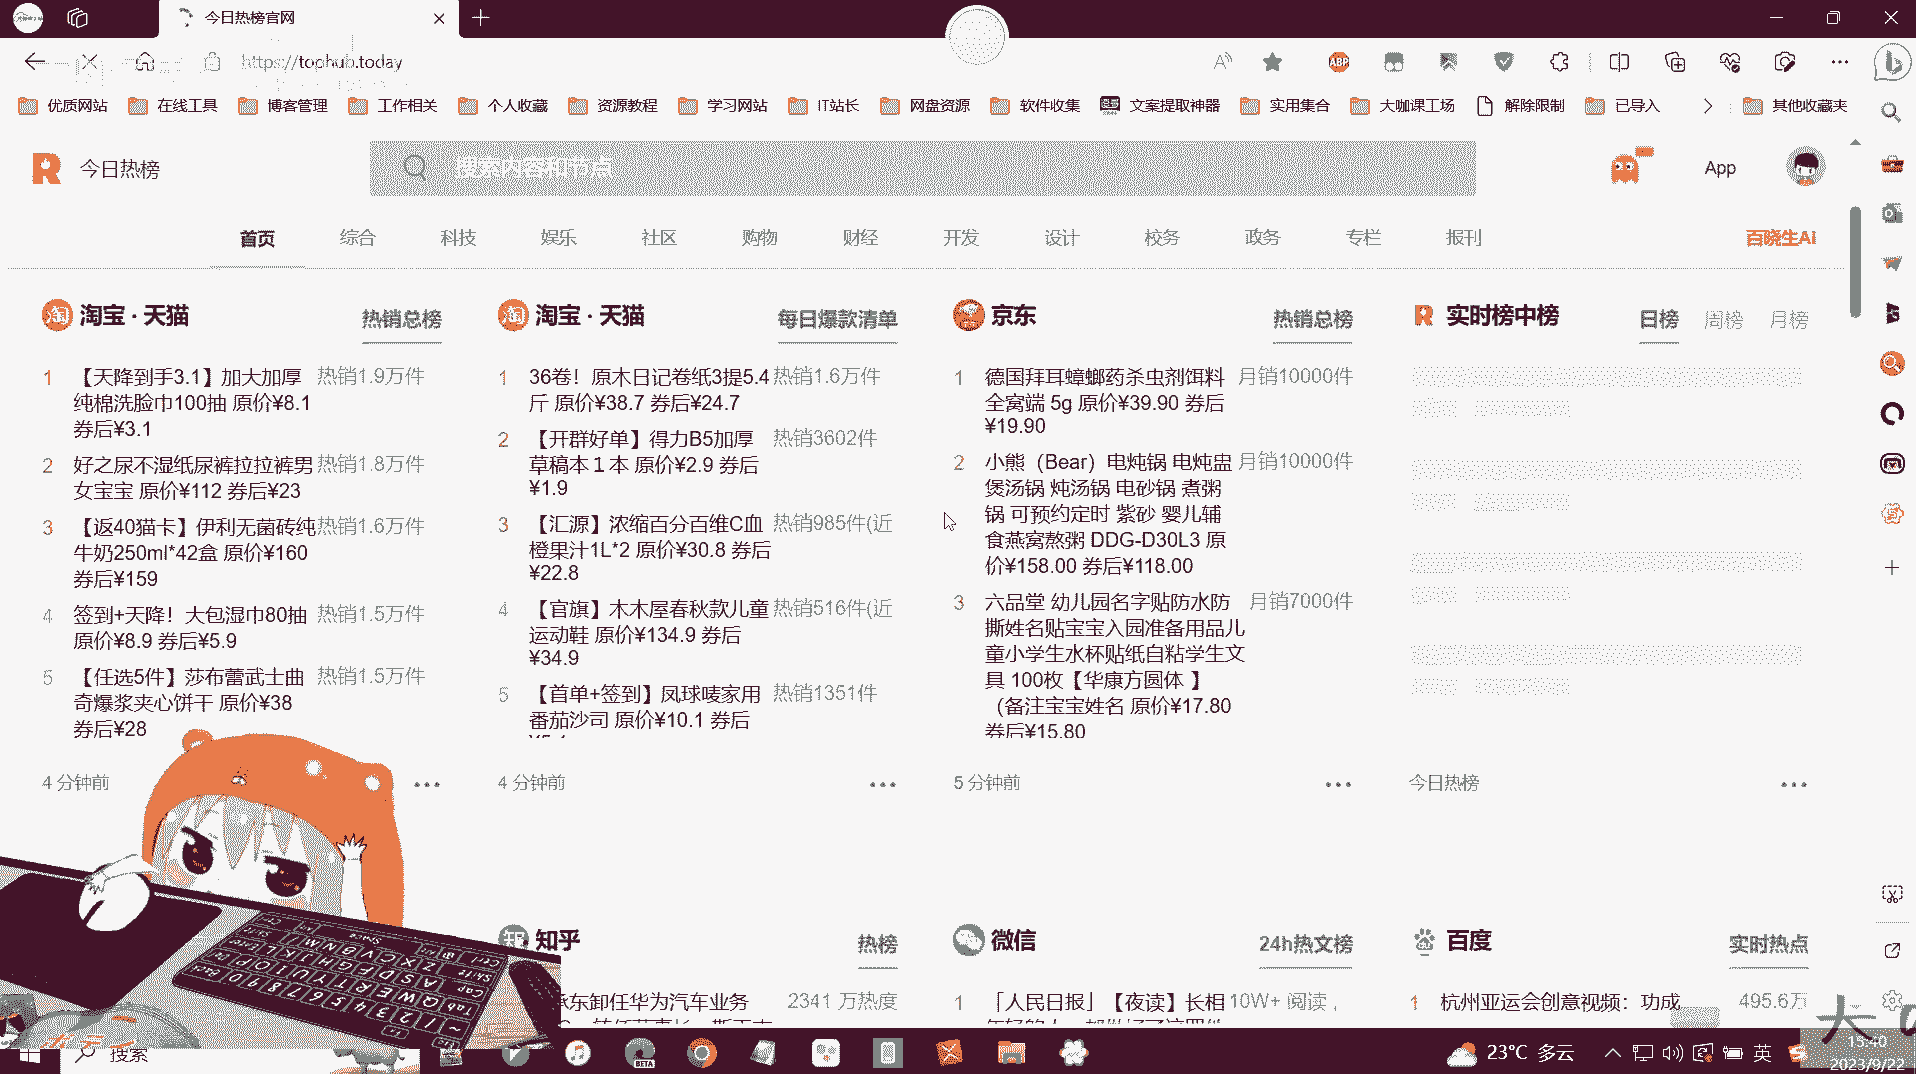 今日热榜官网
https://tophub.today
优质网站 在线工具 博客管理 工作相关 个人收藏 资源教程 学习网站 IT站长 网盘资源 软件收集 文案提取神器 实用集合 大咖课工场 解除限制 已导入 其他收藏夹
今日热榜
搜索内容和节点
App
首页 综合 科技 娱乐 社区 购物 财经 开发 设计 校务 政务 专栏 报刊 百晓生AI
淘宝 · 天猫 热销总榜
1 【天降到手3.1】加大加厚 热销1.9万件
纯棉洗脸巾100抽 原价¥8.1
券后¥3.1
2 好之尿不湿纸尿裤拉拉裤男 热销1.8万件
女宝宝 原价¥112 券后¥23
3 【返40猫卡】伊利无菌砖纯 热销1.6万件
牛奶250ml*42盒 原价¥160
券后¥159
4 签到+天降！大包湿巾80抽 热销1.5万件
原价¥8.9 券后¥5.9
5 【任选5件】莎布蕾武士曲 热销1.5万件
奇爆浆夹心饼干 原价¥38
券后¥28
4 分钟前
淘宝 · 天猫 每日爆款清单
1 36卷！原木日记卷纸3提5.4 热销1.6万件
斤 原价¥38.7 券后¥24.7
2 【开群好单】得力B5加厚 热销3602件
草稿本１本 原价¥2.9 券后
¥1.9
3 【汇源】浓缩百分百维C血 热销985件(近
橙果汁1L*2 原价¥30.8 券后
¥22.8
4 【官旗】木木屋春秋款儿童 热销516件(近
运动鞋 原价¥134.9 券后
¥34.9
5 【首单+签到】凤球唛家用 热销1351件
番茄沙司 原价¥10.1 券后
4 分钟前
京东 热销总榜
1 德国拜耳蟑螂药杀虫剂饵料 月销10000件
全窝端 5g 原价¥39.90 券后
¥19.90
2 小熊（Bear）电炖锅 电炖盅 月销10000件
煲汤锅 炖汤锅 电砂锅 煮粥
锅 可预约定时 紫砂 婴儿辅
食燕窝熬粥 DDG-D30L3 原
价¥158.00 券后¥118.00
3 六品堂 幼儿园名字贴防水防 月销7000件
撕姓名贴宝宝入园准备用品儿
童小学生水杯贴纸自粘学生文
具 100枚【华康方圆体 】
（备注宝宝姓名 原价¥17.80
券后¥15.80
5 分钟前
实时榜中榜 日榜 周榜 月榜
今日热榜
知乎 热榜
东卸任华为汽车业务 2341 万热度
微信 24h热文榜
1 「人民日报」【夜读】长相 10W+ 阅读，
百度 实时热点
1 杭州亚运会创意视频：功成 495.6万
搜索
BETA
23°C 多云
英
15:40
2023/9/22